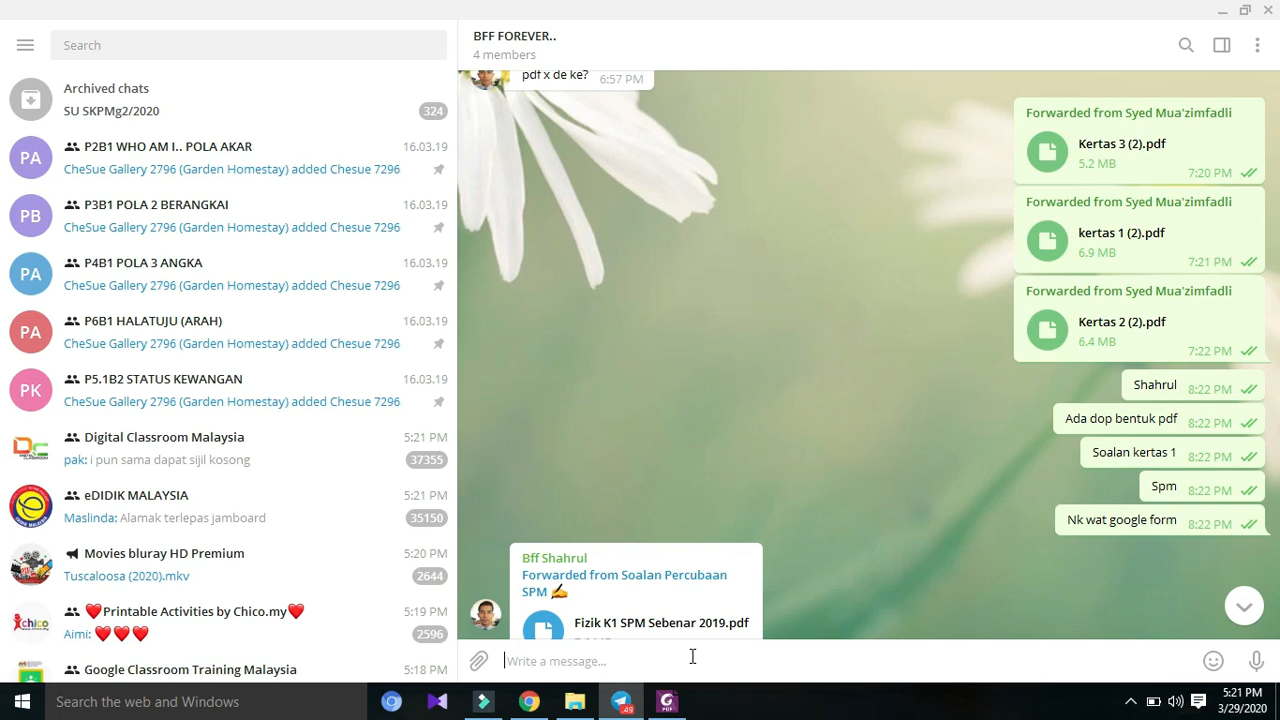 Search
BFF FOREVER..
4 members
Archived chats
SU SKPMg2/2020
324
P2B1 WHO AM I.. POLA AKAR
16.03.19
PA
CheSue Gallery 2796 (Garden Homestay) added Chesue 7296
P3B1 POLA 2 BERANGKAI
16.03.19
PB
CheSue Gallery 2796 (Garden Homestay) added Chesue 7296
P4B1 POLA 3 ANGKA
16.03.19
PA
CheSue Gallery 2796 (Garden Homestay) added Chesue 7296
P6B1 HALATUJU (ARAH)
16.03.19
PA
CheSue Gallery 2796 (Garden Homestay) added Chesue 7296
P5.1B2 STATUS KEWANGAN
16.03.19
PK
CheSue Gallery 2796 (Garden Homestay) added Chesue 7296
Digital Classroom Malaysia
5:21 PM
pak: i pun sama dapat sijil kosong
37355
eDIDIK MALAYSIA
5:21 PM
Maslinda: Alamak terlepas jamboard
35150
Movies bluray HD Premium
5:20 PM
Tuscaloosa (2020).mkv
2644
❤️Printable Activities by Chico.my❤️
5:19 PM
Aimi: ❤️ ❤️ ❤️
2596
Google Classroom Training Malaysia
5:18 PM
pdf x de ke? 6:57 PM
Forwarded from Syed Mua'zimfadli
Kertas 3 (2).pdf
5.2 MB
7:20 PM
Forwarded from Syed Mua'zimfadli
kertas 1 (2).pdf
6.9 MB
7:21 PM
Forwarded from Syed Mua'zimfadli
Kertas 2 (2).pdf
6.4 MB
7:22 PM
Shahrul 8:22 PM
Ada dop bentuk pdf 8:22 PM
Soalan kertas 1 8:22 PM
Spm 8:22 PM
Nk wat google form 8:22 PM
Bff Shahrul
Forwarded from Soalan Percubaan
SPM ✍️
Fizik K1 SPM Sebenar 2019.pdf
Write a message...
Search the web and Windows
.49
PDF
5:21 PM
3/29/2020